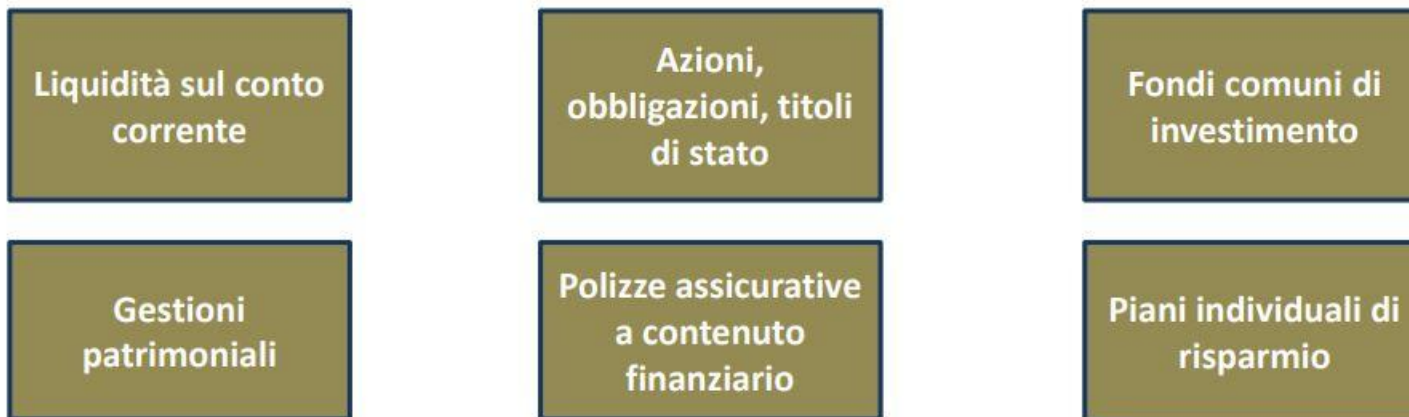 Liquidità sul conto
corrente
Azioni,
obbligazioni, titoli
di stato
Fondi comuni di
investimento
Gestioni
patrimoniali
Polizze assicurative
a contenuto
finanziario
Piani individuali di
risparmio